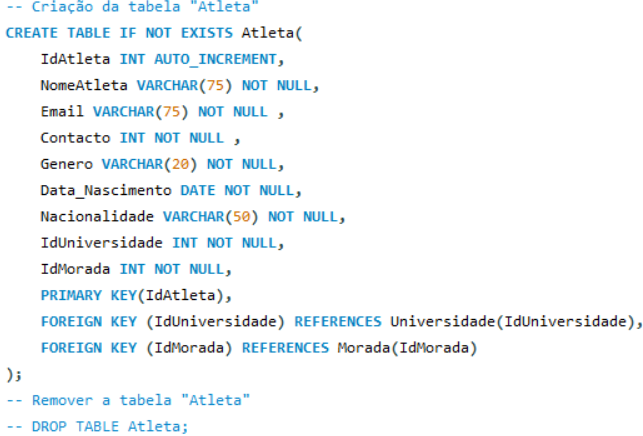 -- Criação da tabela "Atleta"
CREATE TABLE IF NOT EXISTS Atleta(
    IdAtleta INT AUTO_INCREMENT,
    NomeAtleta VARCHAR(75) NOT NULL,
    Email VARCHAR(75) NOT NULL ,
    Contacto INT NOT NULL ,
    Genero VARCHAR(20) NOT NULL,
    Data_Nascimento DATE NOT NULL,
    Nacionalidade VARCHAR(50) NOT NULL,
    IdUniversidade INT NOT NULL,
    IdMorada INT NOT NULL,
    PRIMARY KEY(IdAtleta),
    FOREIGN KEY (IdUniversidade) REFERENCES Universidade(IdUniversidade),
    FOREIGN KEY (IdMorada) REFERENCES Morada(IdMorada)
);
-- Remover a tabela "Atleta"
-- DROP TABLE Atleta;